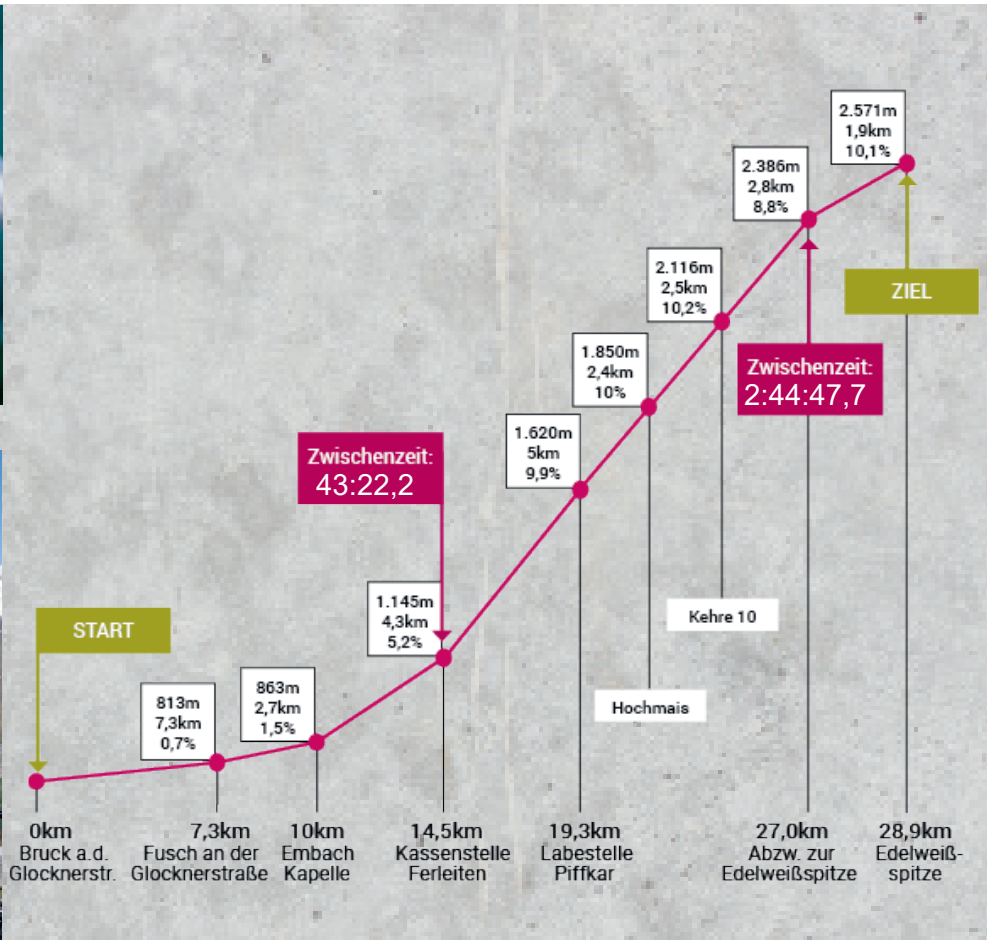 2.571m
1,9km
10,1%
2.386m
2,8km
8,8%
ZIEL
2.116m
2,5km
10,2%
1.850m
2,4km
10%
Zwischenzeit:
2:44:47,7
1.620m
5km
9,9%
Zwischenzeit:
43:22,2
1.145m
4,3km
5,2%
START
Kehre 10
863m
2,7km
1,5%
813m
7,3km
0,7%
Hochmais
0km
Bruck a.d.
Glocknerstr.
7,3km
Fusch an der
Glocknerstraße
10km
Embach
Kapelle
14,5km
Kassenstelle
Ferleiten
19,3km
Labestelle
Piffkar
27,0km
Abzw. zur
Edelweißspitze
28,9km
Edelweiß-
spitze